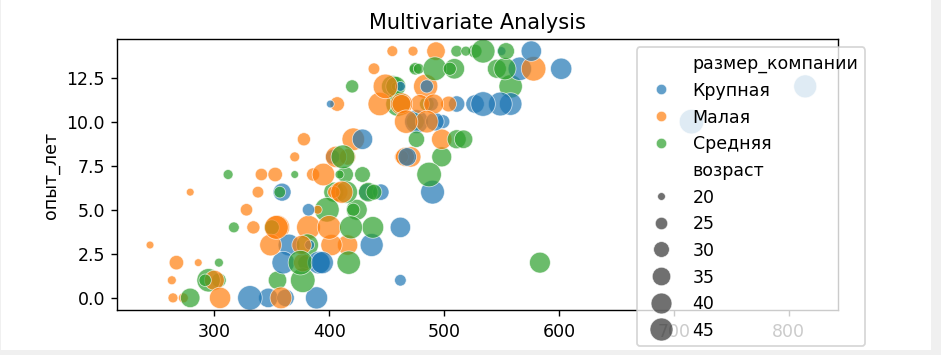 Multivariate Analysis
опыт_лет
12.5
10.0
7.5
5.0
2.5
0.0
300 400 500 600 700 800
размер_компании
Крупная
Малая
Средняя
возраст
20
25
30
35
40
45